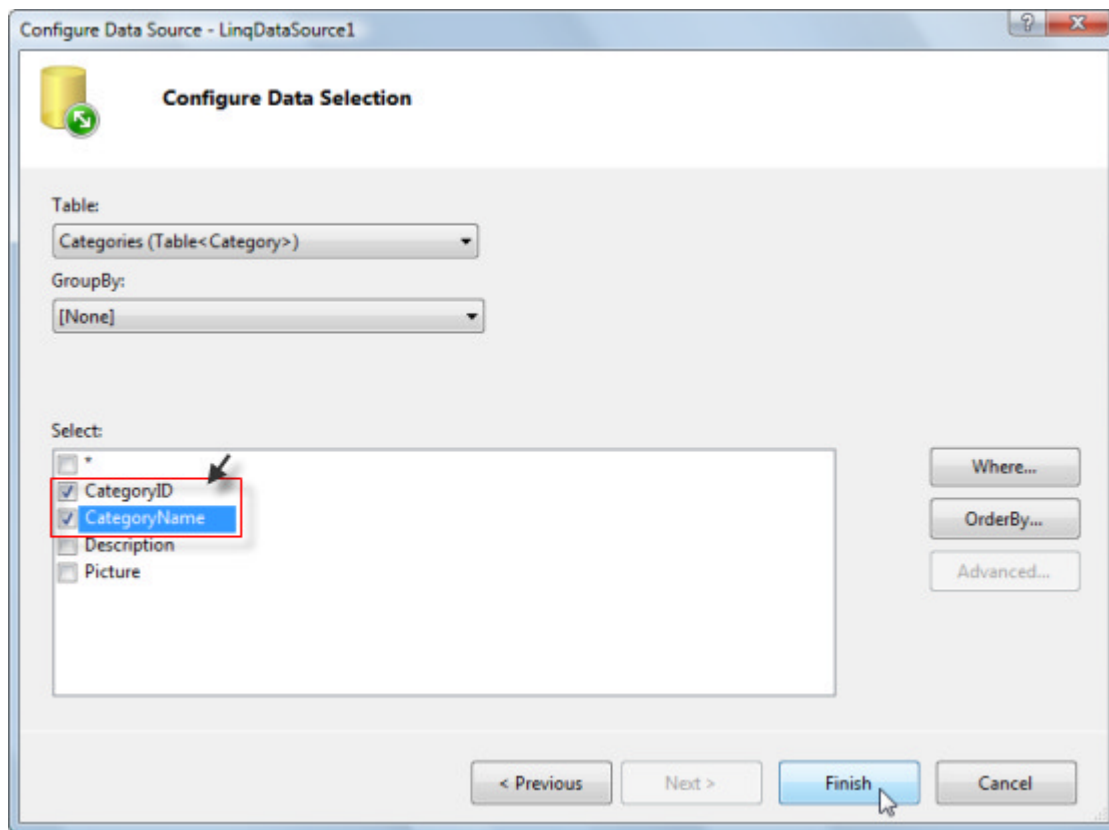 Configure Data Source - LinqDataSource1
Configure Data Selection
Table:
Categories (Table<Category>)
GroupBy:
[None]
Select:
*
CategoryID
CategoryName
Description
Picture
Where...
OrderBy...
Advanced...
< Previous
Next >
Finish
Cancel